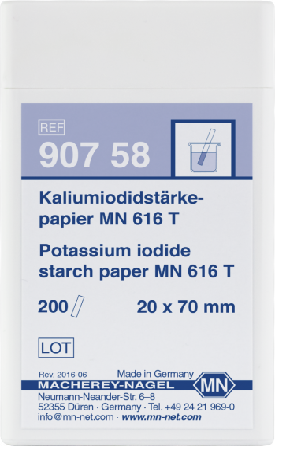 REF
907 58
Kaliumiodidstärke-
papier MN 616 T
Potassium iodide
starch paper MN 616 T
200 20 x 70 mm
LOT
Rev. 2016-06 Made in Germany
MACHEREY-NAGEL MN
Neumann-Neander-Str. 6–8
52355 Düren · Germany · Tel. +49 24 21 969-0
info@mn-net.com · www.mn-net.com